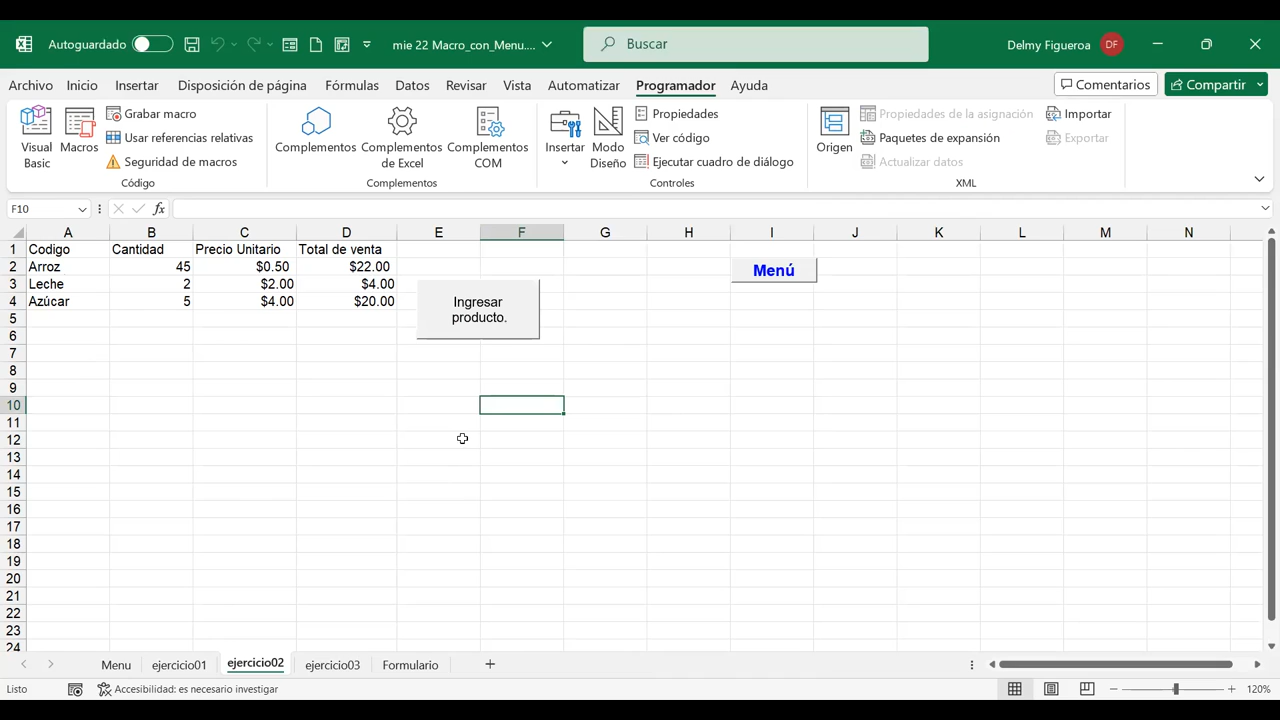 Autoguardado
mie 22 Macro_con_Menu....
Buscar
Delmy Figueroa
DF
Archivo
Inicio
Insertar
Disposición de página
Fórmulas
Datos
Revisar
Vista
Automatizar
Programador
Ayuda
Comentarios
Compartir
Visual
Basic
Macros
Grabar macro
Usar referencias relativas
Seguridad de macros
Código
Complementos
Complementos
de Excel
Complementos
COM
Complementos
Insertar
Modo
Diseño
Propiedades
Ver código
Ejecutar cuadro de diálogo
Controles
Origen
Propiedades de la asignación
Paquetes de expansión
Actualizar datos
Importar
Exportar
XML
F10
fx
A B C D E F G H I J K L M N
1 Codigo Cantidad Precio Unitario Total de venta
2 Arroz 45 $0.50 $22.00
3 Leche 2 $2.00 $4.00
4 Azúcar 5 $4.00 $20.00
Menú
Ingresar
producto.
5
6
7
8
9
10
11
12
13
14
15
16
17
18
19
20
21
22
23
24
Menu
ejercicio01
ejercicio02
ejercicio03
Formulario
Listo
Accesibilidad: es necesario investigar
120%